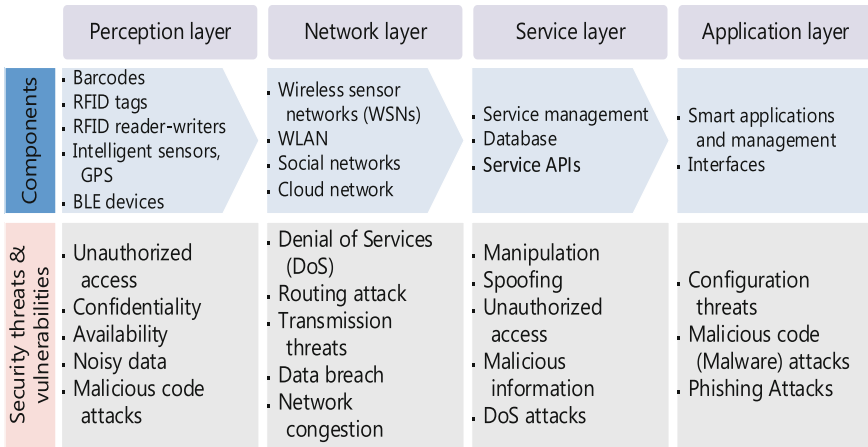 Perception layer
Network layer
Service layer
Application layer
Components
Barcodes
RFID tags
RFID reader-writers
Intelligent sensors,
GPS
BLE devices
Wireless sensor
networks (WSNs)
WLAN
Social networks
Cloud network
Service management
Database
Service APIs
Smart applications
and management
Interfaces
Security threats &
vulnerabilities
Unauthorized
access
Confidentiality
Availability
Noisy data
Malicious code
attacks
Denial of Services
(DoS)
Routing attack
Transmission
threats
Data breach
Network
congestion
Manipulation
Spoofing
Unauthorized
access
Malicious
information
DoS attacks
Configuration
threats
Malicious code
(Malware) attacks
Phishing Attacks